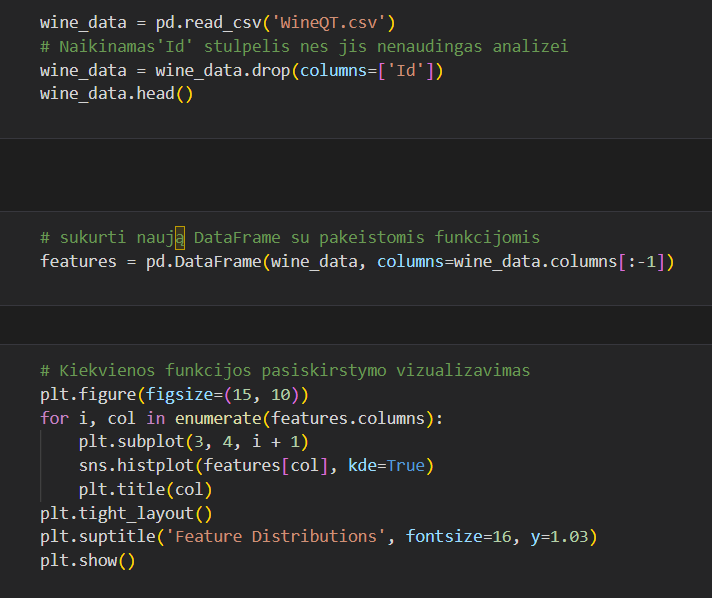 wine_data = pd.read_csv('WineQT.csv')
# Naikinamas'Id' stulpelis nes jis nenaudingas analizei
wine_data = wine_data.drop(columns=['Id'])
wine_data.head()
# sukurti naują DataFrame su pakeistomis funkcijomis
features = pd.DataFrame(wine_data, columns=wine_data.columns[:-1])
# Kiekvienos funkcijos pasiskirstymo vizualizavimas
plt.figure(figsize=(15, 10))
for i, col in enumerate(features.columns):
    plt.subplot(3, 4, i + 1)
    sns.histplot(features[col], kde=True)
    plt.title(col)
plt.tight_layout()
plt.suptitle('Feature Distributions', fontsize=16, y=1.03)
plt.show()